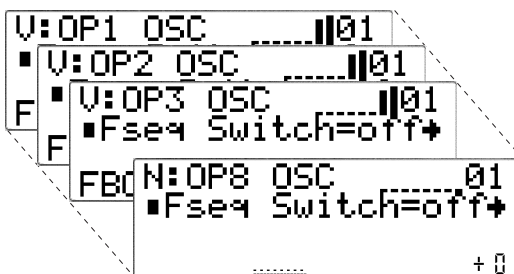 V:OP1 OSC 01
F
V:OP2 OSC 01
F
V:OP3 OSC 01
Fseq Switch=off→
FBC
N:OP8 OSC 01
Fseq Switch=off→
+ 0